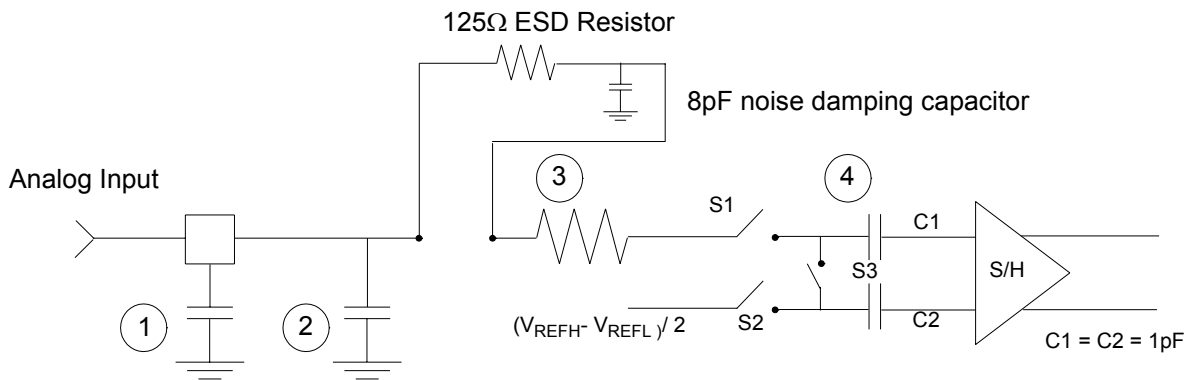 125Ω ESD Resistor
8pF noise damping capacitor
Analog Input
3
4
S1
C1
S3
S/H
1
2
(VREFH- VREFL )/ 2
S2
C2
C1 = C2 = 1pF